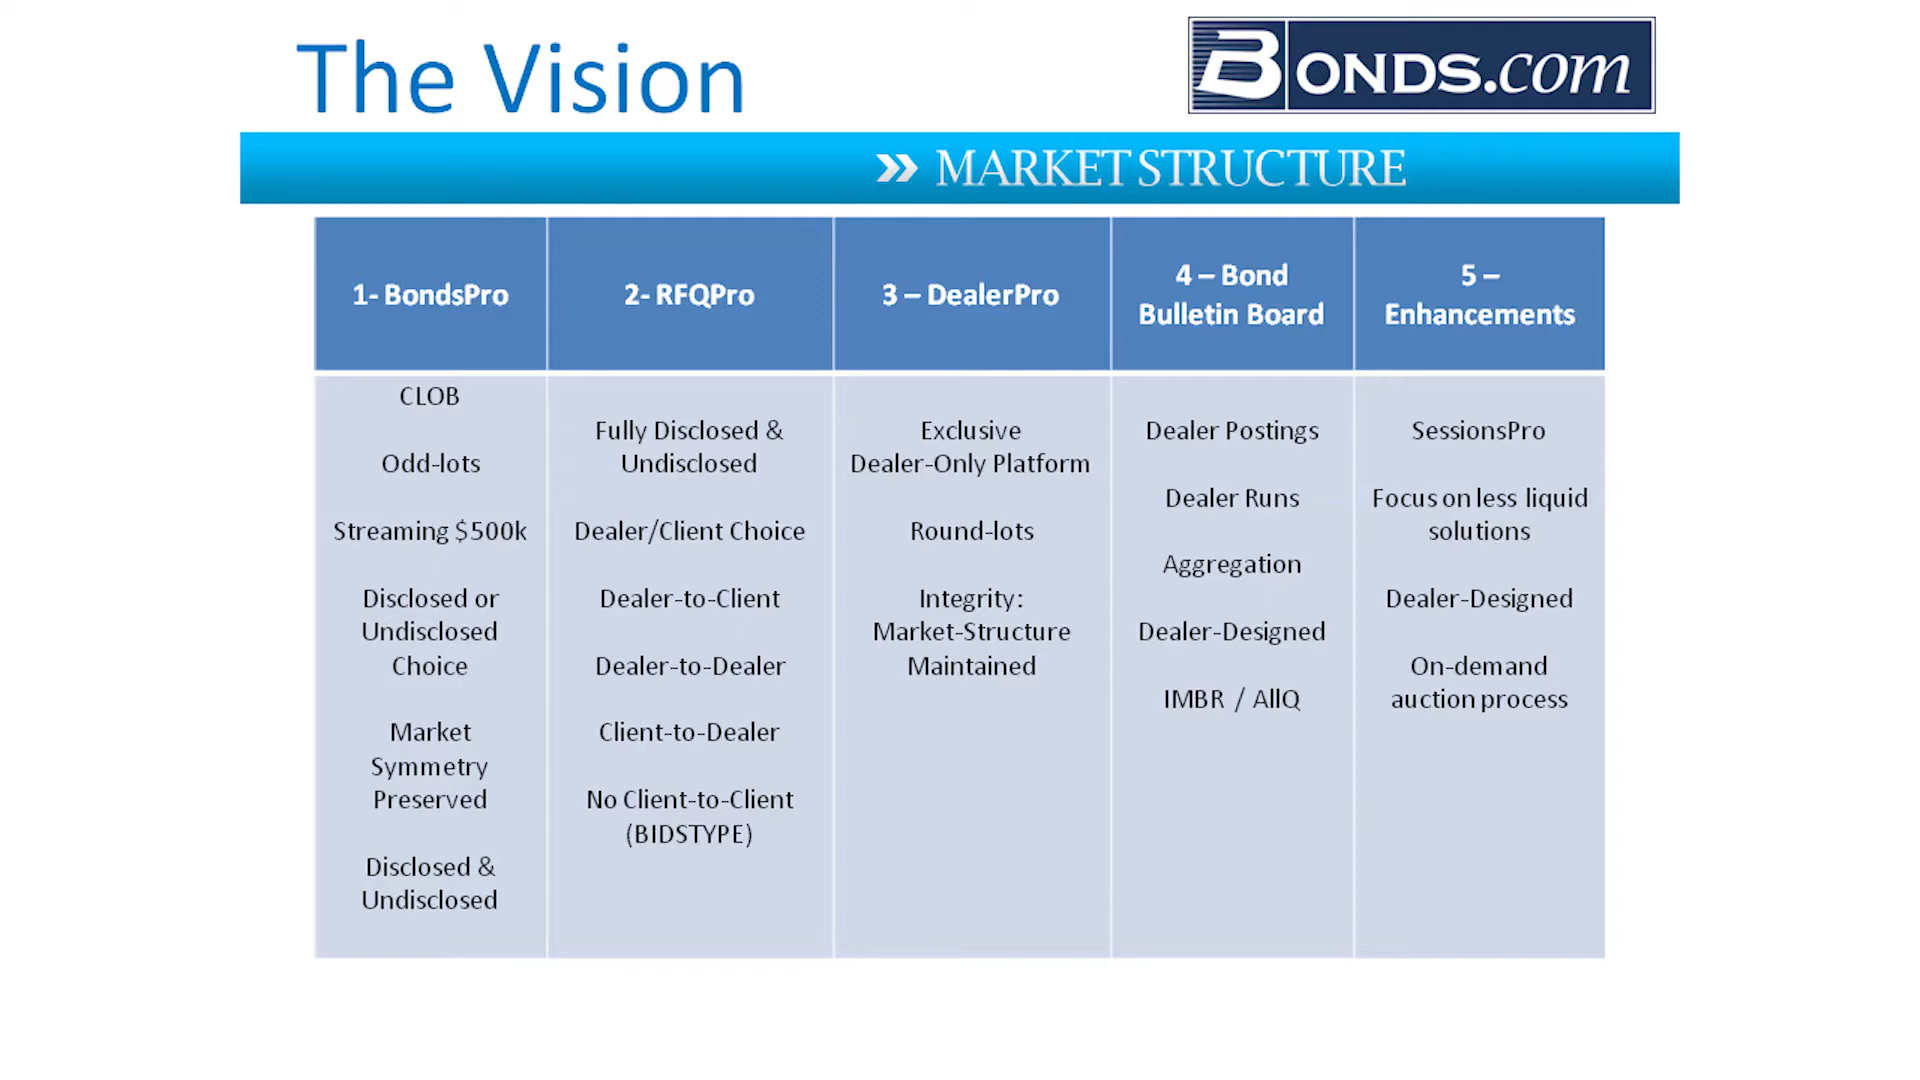 The Vision
BONDS.com
MARKET STRUCTURE
1- BondsPro
2- RFQPro
3 – DealerPro
4 – Bond
Bulletin Board
5 –
Enhancements
CLOB
Odd-lots
Streaming $500k
Disclosed or
Undisclosed
Choice
Market
Symmetry
Preserved
Disclosed &
Undisclosed
Fully Disclosed &
Undisclosed
Dealer/Client Choice
Dealer-to-Client
Dealer-to-Dealer
Client-to-Dealer
No Client-to-Client
(BIDSTYPE)
Exclusive
Dealer-Only Platform
Round-lots
Integrity:
Market-Structure
Maintained
Dealer Postings
Dealer Runs
Aggregation
Dealer-Designed
IMBR / AllQ
SessionsPro
Focus on less liquid
solutions
Dealer-Designed
On-demand
auction process